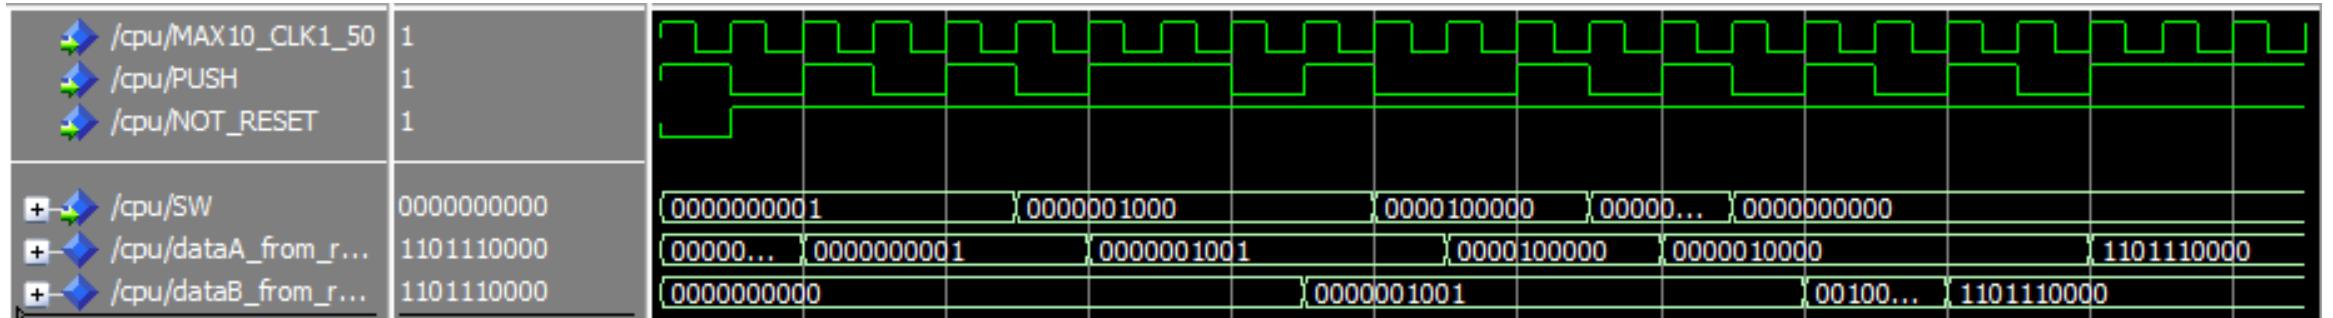 /cpu/MAX10_CLK1_50 1
/cpu/PUSH 1
/cpu/NOT_RESET 1
/cpu/SW 0000000000 0000000001 0000001000 0000100000 00000... 0000000000
/cpu/dataA_from_r... 1101110000 00000... 0000000001 0000001001 0000100000 0000010000 1101110000
/cpu/dataB_from_r... 1101110000 0000000000 0000001001 00100... 1101110000